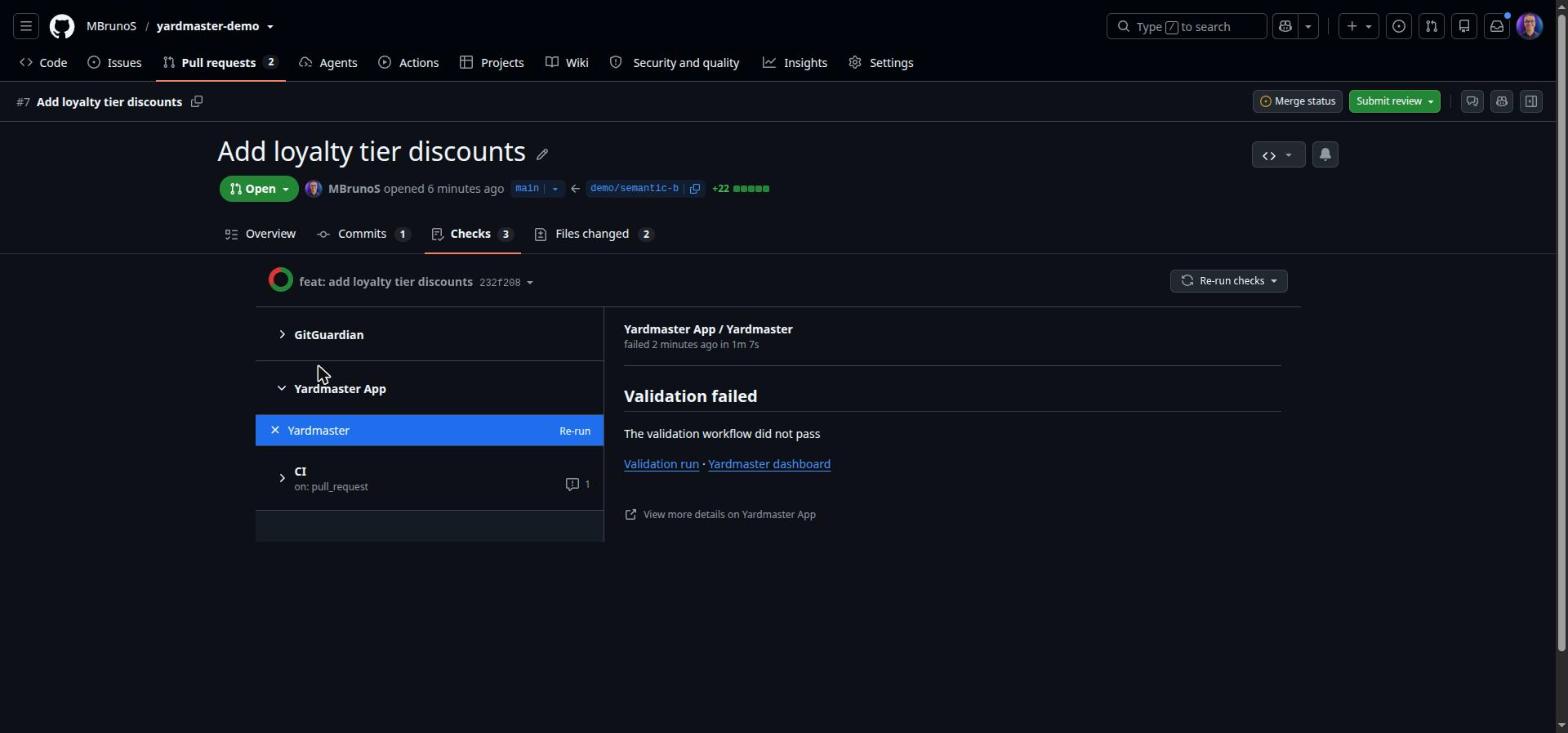 MBrunoS / yardmaster-demo
Type / to search
Code
Issues
Pull requests 2
Agents
Actions
Projects
Wiki
Security and quality
Insights
Settings
#7 Add loyalty tier discounts
Merge status
Submit review
Add loyalty tier discounts
Open
MBrunoS opened 6 minutes ago
main
demo/semantic-b
+22
Overview
Commits 1
Checks 3
Files changed 2
feat: add loyalty tier discounts 232f208
Re-run checks
GitGuardian
Yardmaster App
Yardmaster
Re-run
CI
on: pull_request
1
Yardmaster App / Yardmaster
failed 2 minutes ago in 1m 7s
Validation failed
The validation workflow did not pass
Validation run · Yardmaster dashboard
View more details on Yardmaster App